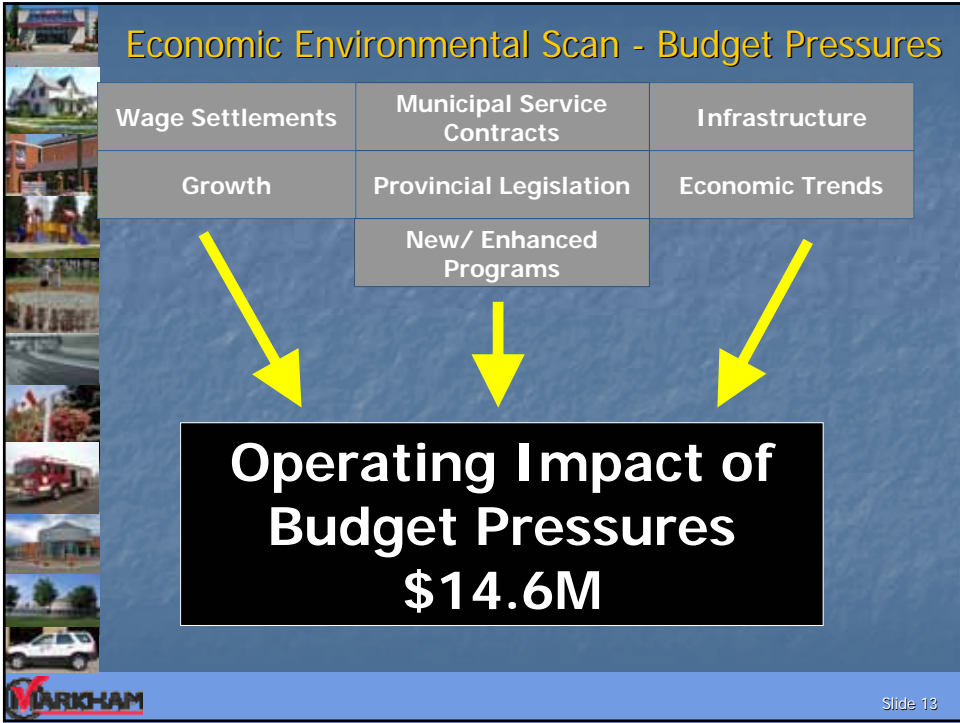 Economic Environmental Scan - Budget Pressures
Wage Settlements
Municipal Service
Contracts
Infrastructure
Growth
Provincial Legislation
Economic Trends
New/ Enhanced
Programs
Operating Impact of
Budget Pressures
$14.6M
MARKHAM
Slide 13